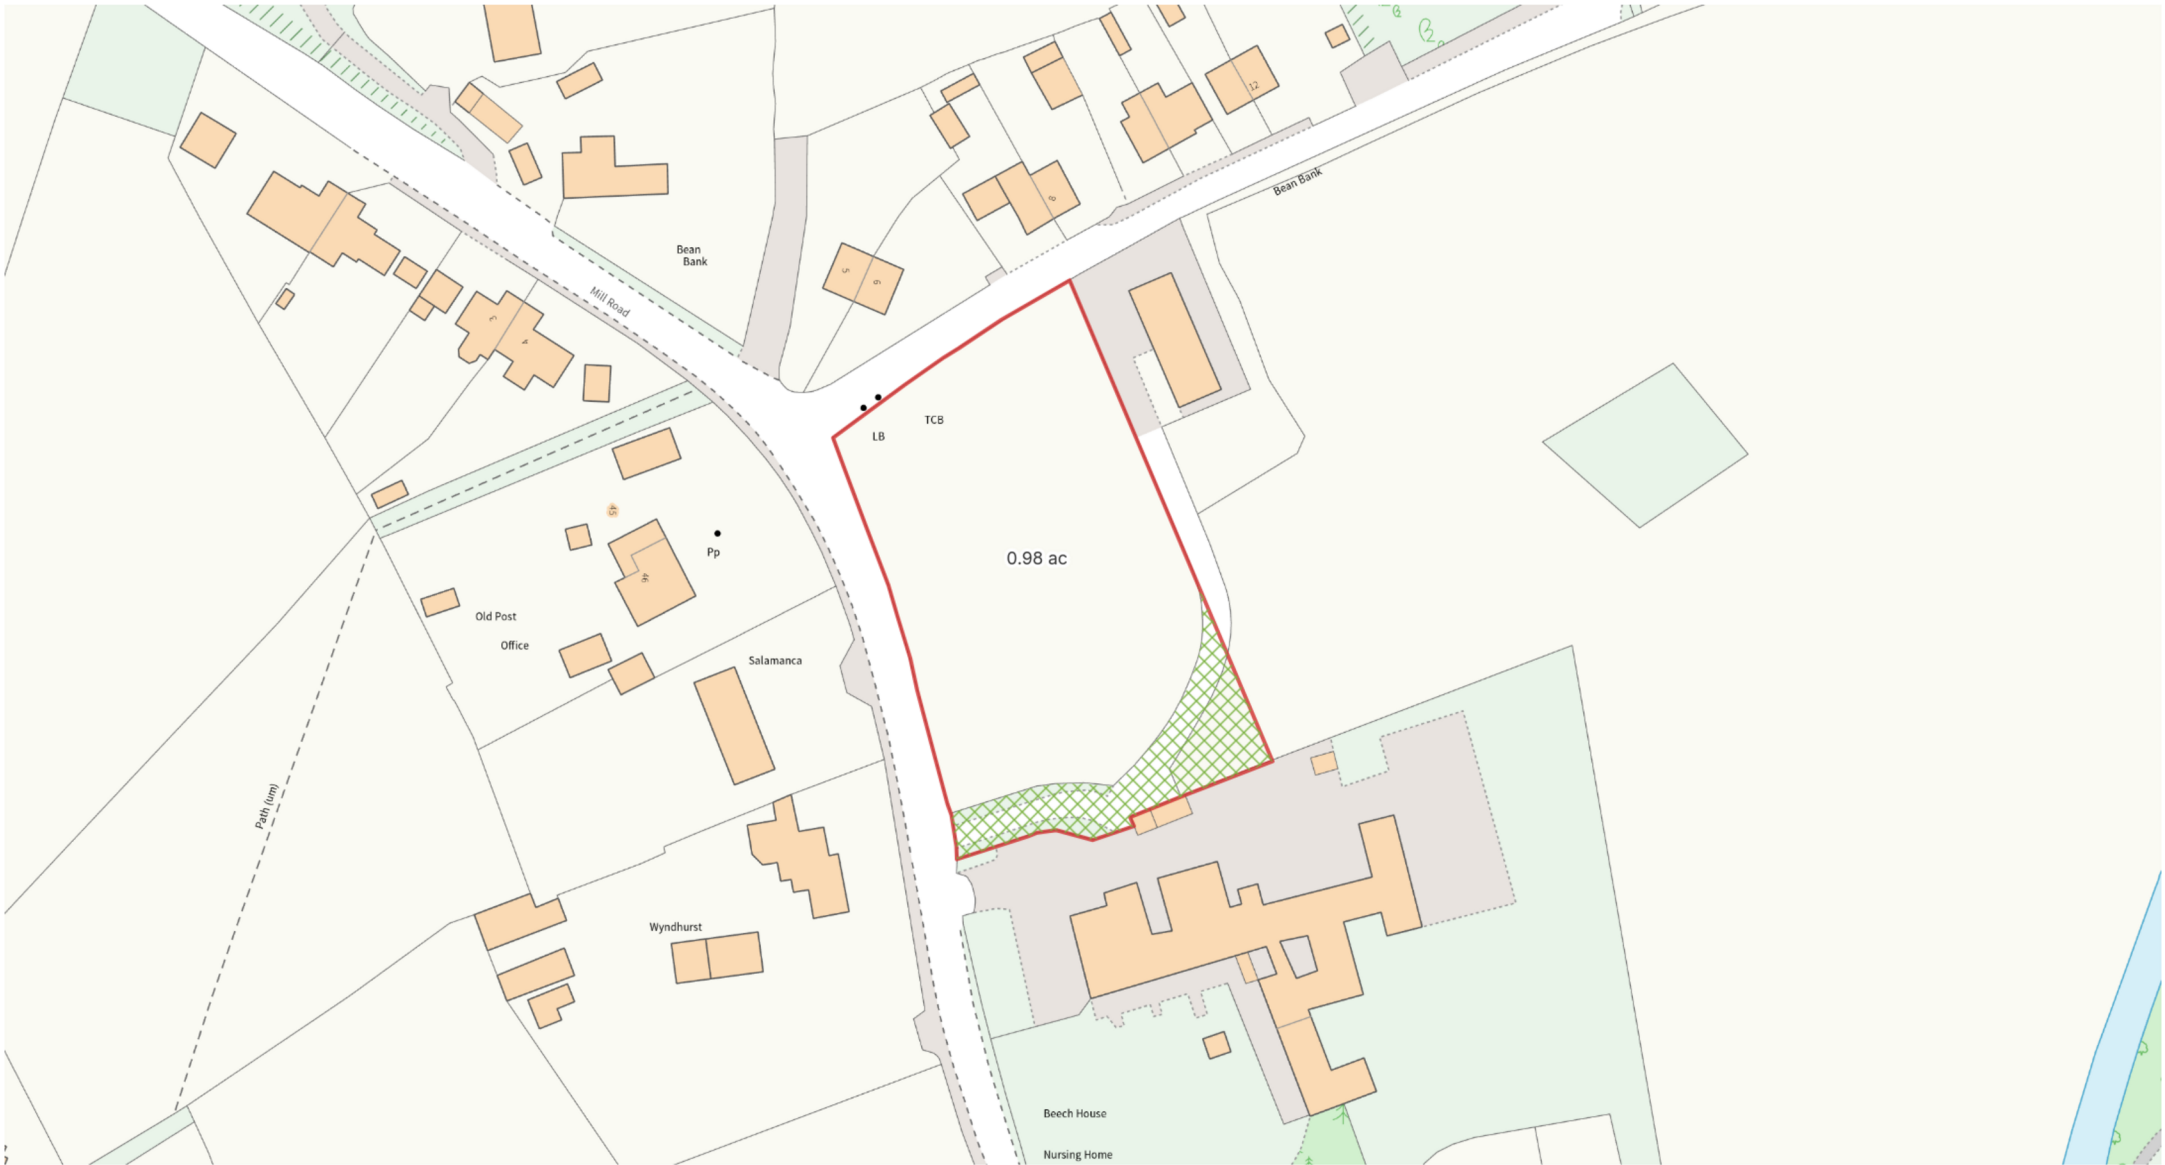 12
Bean Bank
8
Bean
Bank
5
6
Mill Road
3
4
TCB
LB
45
Pp
0.98 ac
46
Old Post
Office
Salamanca
Path (um)
Wyndhurst
Beech House
Nursing Home